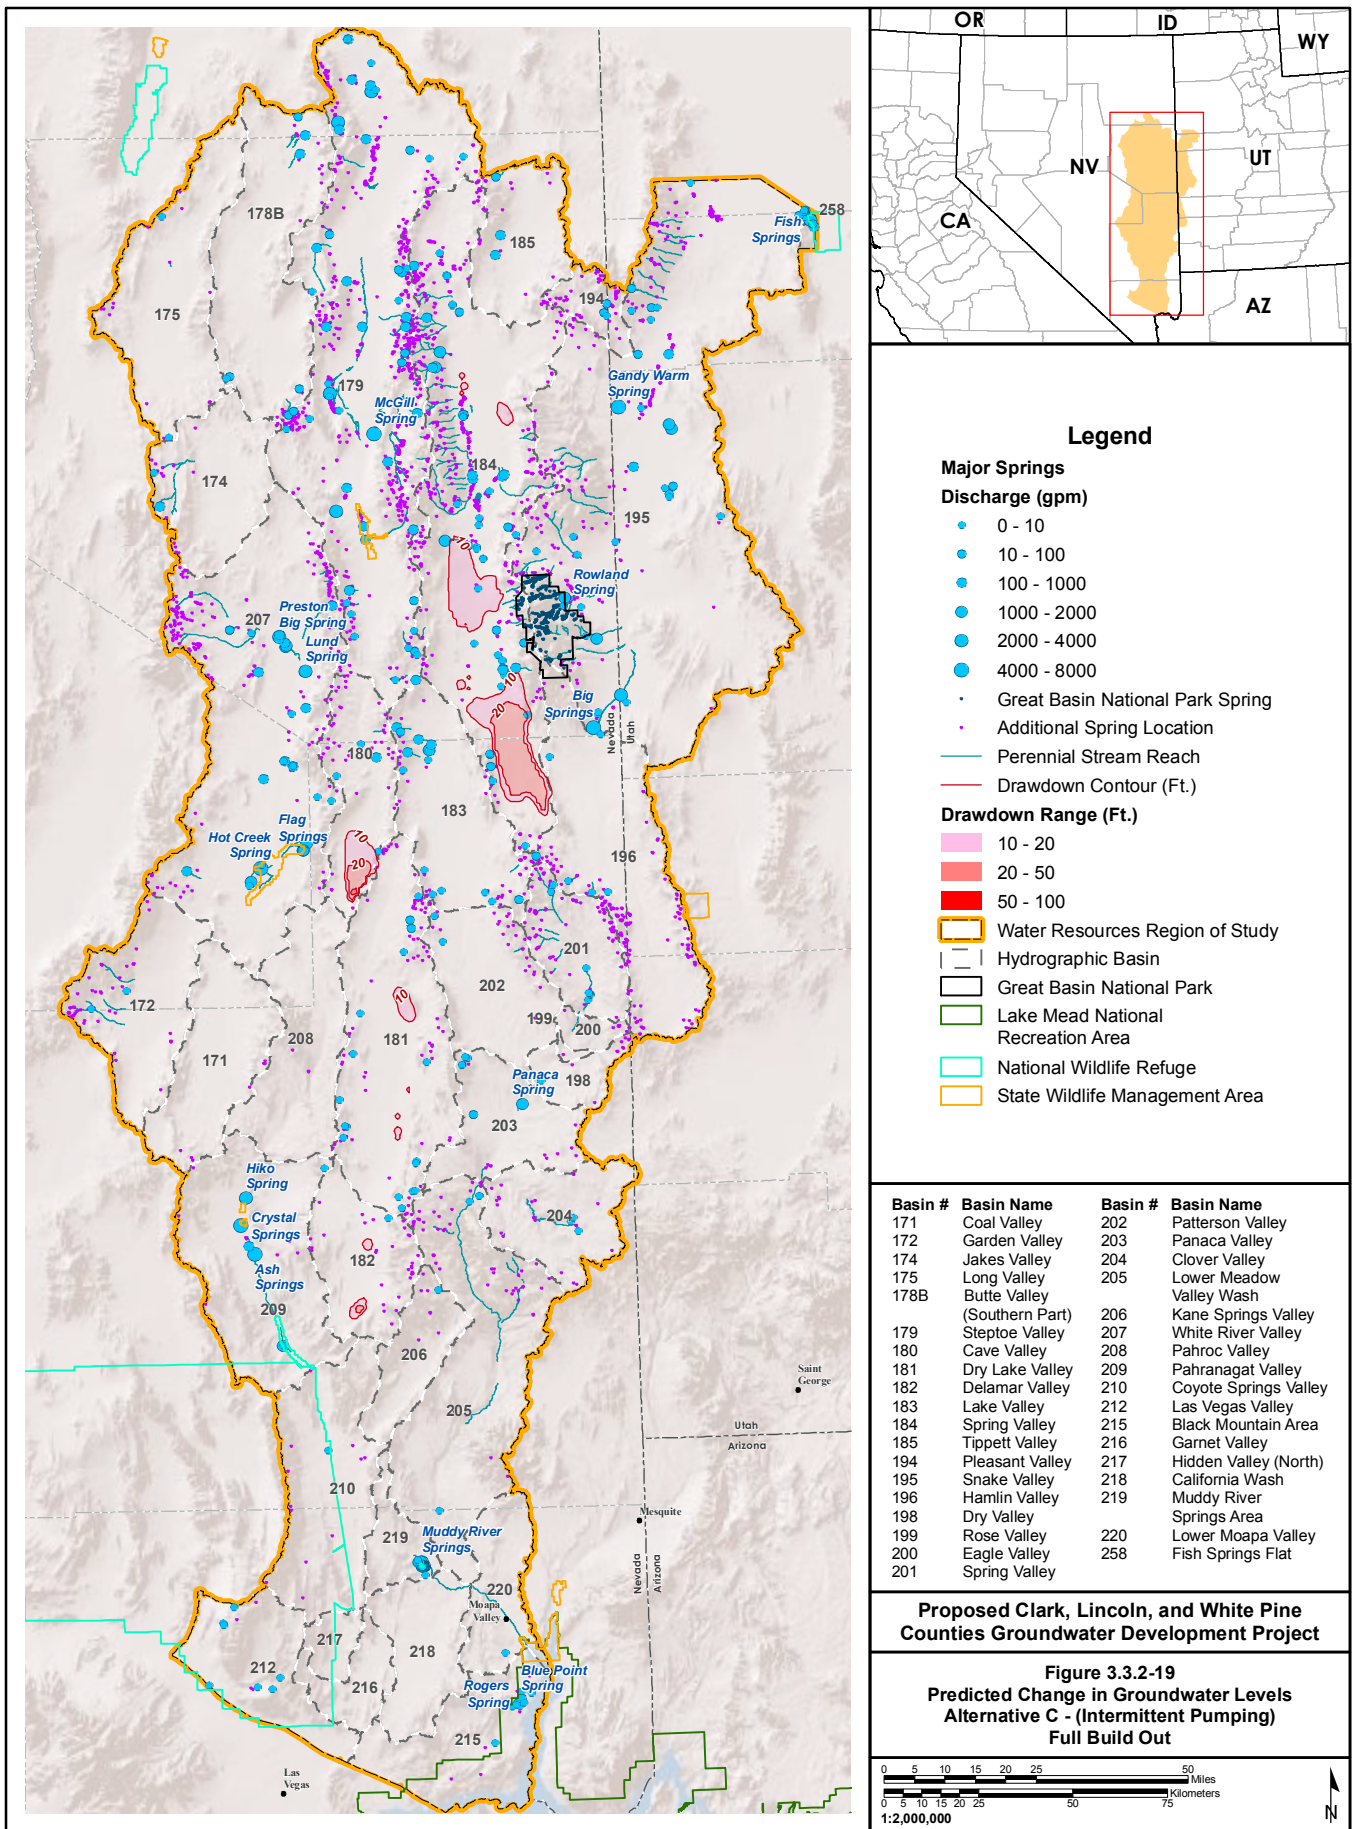 OR
ID
WY
NV
UT
CA
AZ
258
Fish
Springs
178B
185
194
175
Gandy Warm
Spring
179
McGill
Spring
184
174
195
10
Rowland
Spring
Preston
Big Spring
207
Lund
Spring
10
20
Big
Springs
Nevada
Utah
180
183
Flag
Springs
Hot Creek
Spring
10
20
196
201
202
172
10
199
200
208
181
171
Panaca
Spring
198
203
Hiko
Spring
Crystal
Springs
204
182
Ash
Springs
209
206
Saint
George
205
Utah
Arizona
210
Mesquite
219
Muddy River
Springs
Nevada
Arizona
220
Moapa
Valley
217
218
212
Blue Point
Spring
216
Rogers
Spring
215
Las
Vegas
Legend
Major Springs
Discharge (gpm)
0 - 10
10 - 100
100 - 1000
1000 - 2000
2000 - 4000
4000 - 8000
Great Basin National Park Spring
Additional Spring Location
Perennial Stream Reach
Drawdown Contour (Ft.)
Drawdown Range (Ft.)
10 - 20
20 - 50
50 - 100
Water Resources Region of Study
Hydrographic Basin
Great Basin National Park
Lake Mead National
Recreation Area
National Wildlife Refuge
State Wildlife Management Area
Basin # Basin Name Basin # Basin Name
171 Coal Valley 202 Patterson Valley
172 Garden Valley 203 Panaca Valley
174 Jakes Valley 204 Clover Valley
175 Long Valley 205 Lower Meadow
178B Butte Valley Valley Wash
(Southern Part) 206 Kane Springs Valley
179 Steptoe Valley 207 White River Valley
180 Cave Valley 208 Pahroc Valley
181 Dry Lake Valley 209 Pahranagat Valley
182 Delamar Valley 210 Coyote Springs Valley
183 Lake Valley 212 Las Vegas Valley
184 Spring Valley 215 Black Mountain Area
185 Tippett Valley 216 Garnet Valley
194 Pleasant Valley 217 Hidden Valley (North)
195 Snake Valley 218 California Wash
196 Hamlin Valley 219 Muddy River
198 Dry Valley Springs Area
199 Rose Valley 220 Lower Moapa Valley
200 Eagle Valley 258 Fish Springs Flat
201 Spring Valley
Proposed Clark, Lincoln, and White Pine
Counties Groundwater Development Project
Figure 3.3.2-19
Predicted Change in Groundwater Levels
Alternative C - (Intermittent Pumping)
Full Build Out
0 5 10 15 20 25 50
Miles
Kilometers
0 5 10 15 20 25 50 75
1:2,000,000
N